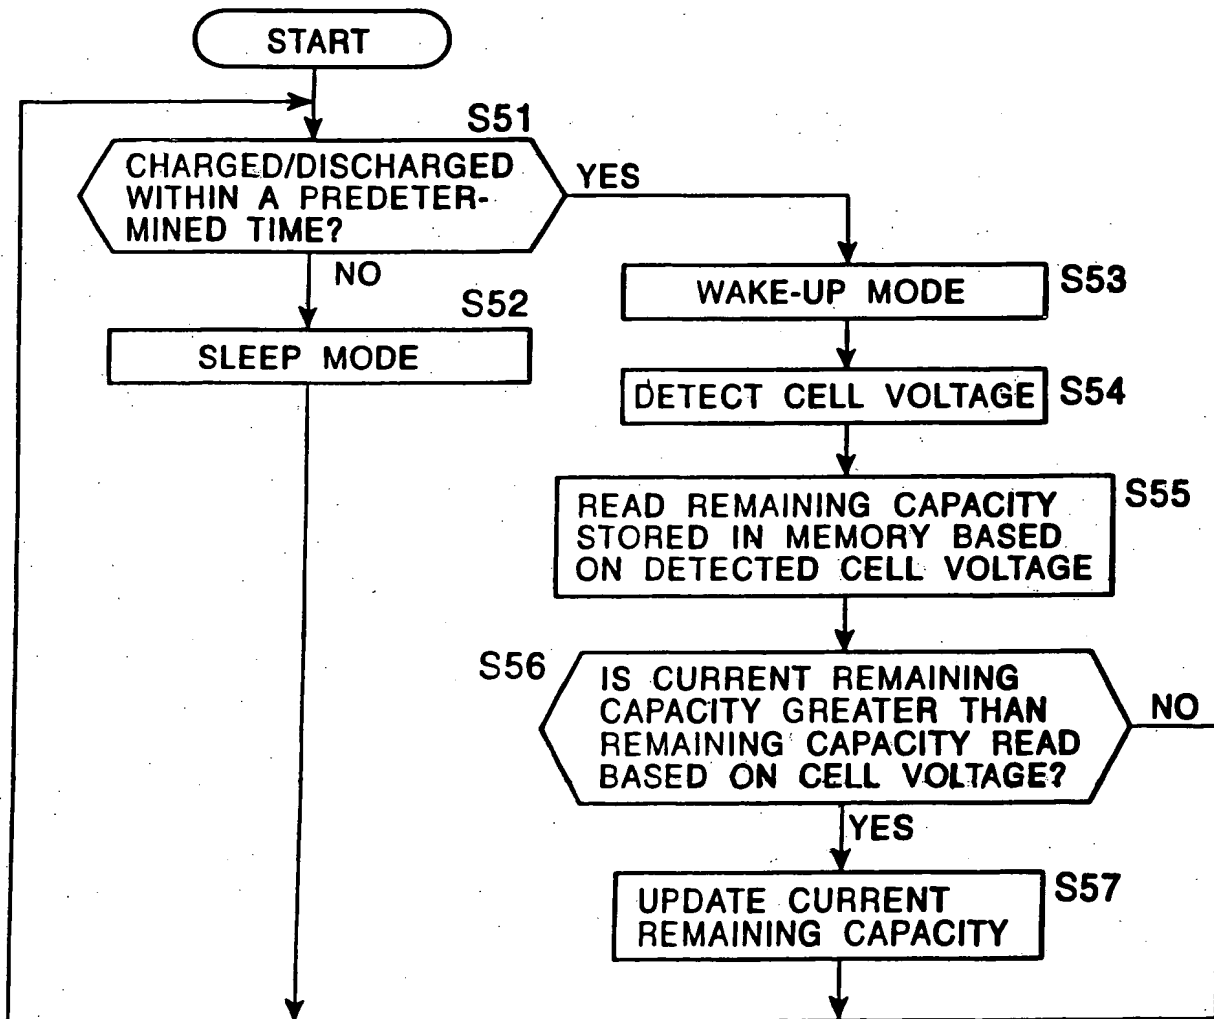 START
S51
CHARGED/DISCHARGED
WITHIN A PREDETER-
MINED TIME?
YES
NO
S52
SLEEP MODE
WAKE-UP MODE
S53
DETECT CELL VOLTAGE
S54
READ REMAINING CAPACITY
STORED IN MEMORY BASED
ON DETECTED CELL VOLTAGE
S55
S56
IS CURRENT REMAINING
CAPACITY GREATER THAN
REMAINING CAPACITY READ
BASED ON CELL VOLTAGE?
NO
YES
UPDATE CURRENT
REMAINING CAPACITY
S57